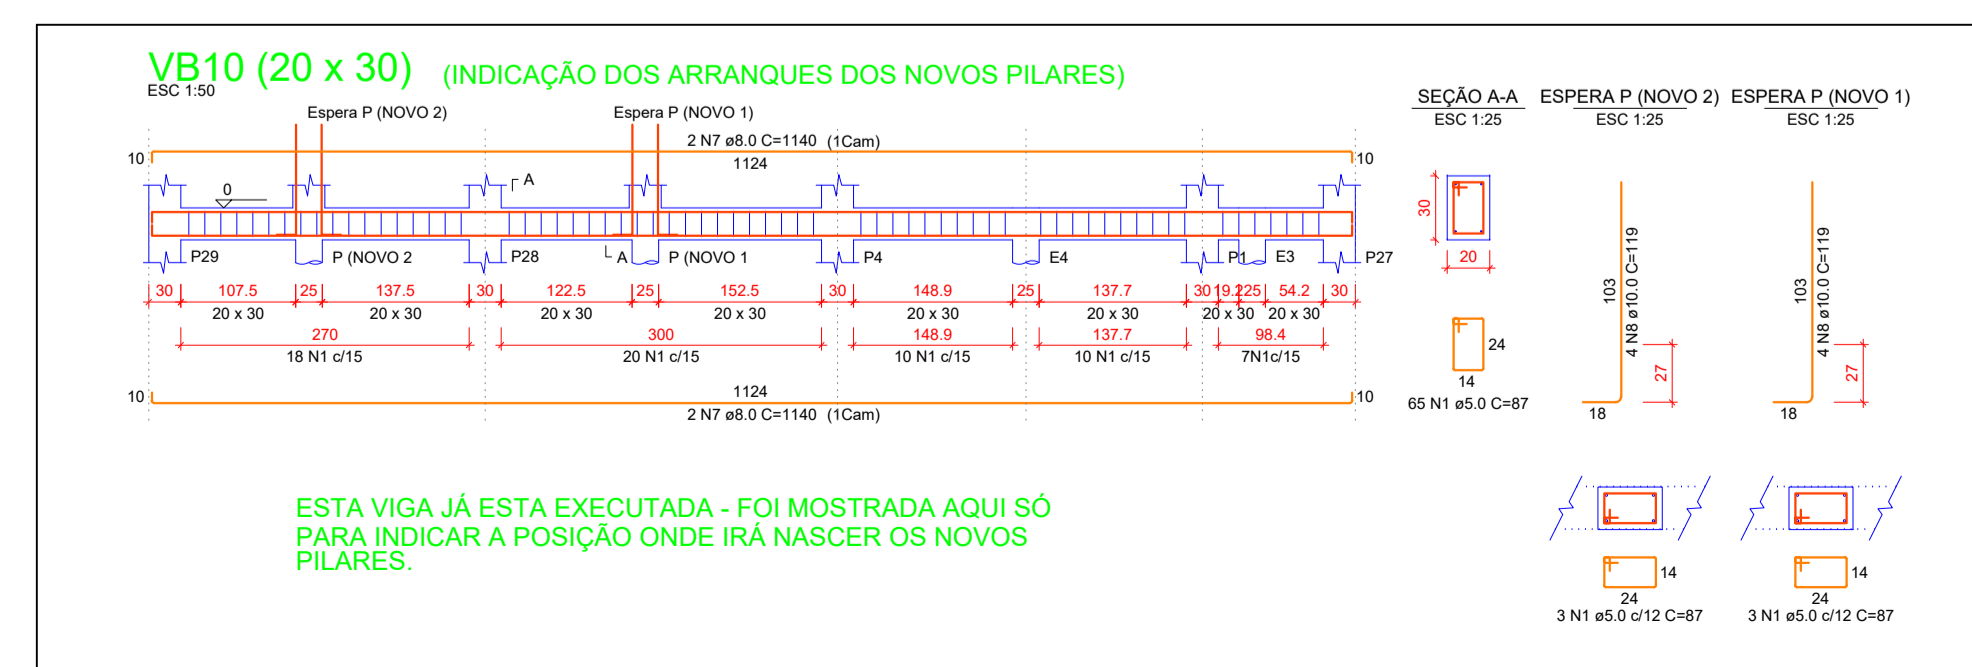 VB10 (20 x 30) (INDICAÇÃO DOS ARRANQUES DOS NOVOS PILARES)
ESC 1:50
Espera P (NOVO 2) Espera P (NOVO 1)
2 N7 ø8.0 C=1140 (1Cam)
10 1124 10
0 A
P29 P (NOVO 2 P28 A P (NOVO 1 P4 E4 P1 E3 P27
30 107.5 25 137.5 30 122.5 25 152.5 30 148.9 25 137.7 30 19.2 25 54.2 30
20 x 30 20 x 30 20 x 30 20 x 30 20 x 30 20 x 30 20 x 30 20 x 30
270 300 148.9 137.7 98.4
18 N1 c/15 20 N1 c/15 10 N1 c/15 10 N1 c/15 7N1c/15
10 1124 10
2 N7 ø8.0 C=1140 (1Cam)
ESTA VIGA JÁ ESTA EXECUTADA - FOI MOSTRADA AQUI SÓ
PARA INDICAR A POSIÇÃO ONDE IRÁ NASCER OS NOVOS
PILARES.
SEÇÃO A-A
ESC 1:25
30
20
24
14
65 N1 ø5.0 C=87
ESPERA P (NOVO 2)
ESC 1:25
103
4 N8 ø10.0 C=119
27
18
14
24
3 N1 ø5.0 c/12 C=87
ESPERA P (NOVO 1)
ESC 1:25
103
4 N8 ø10.0 C=119
27
18
14
24
3 N1 ø5.0 c/12 C=87